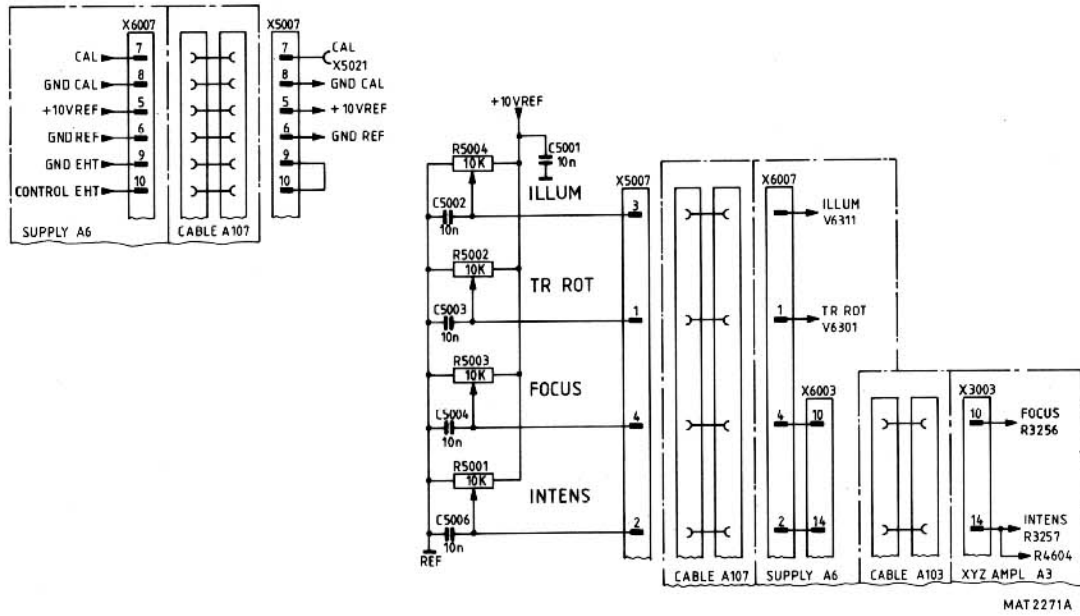 X6007
X5007
CAL
7
7
CAL
X5021
GND CAL
8
8
GND CAL
+10VREF
5
5
+10VREF
GND REF
6
6
GND REF
GND EHT
9
9
CONTROL EHT
10
10
SUPPLY A6
CABLE A107
+10VREF
R5004
10K
C5001
10n
ILLUM
X5007
X6007
C5002
10n
3
ILLUM
V6311
R5002
10K
TR ROT
C5003
10n
1
1
TR ROT
V6301
R5003
10K
FOCUS
X6003
X3003
C5004
10n
4
4
10
10
FOCUS
R3256
R5001
10K
INTENS
C5006
10n
2
2
14
14
INTENS
R3257
REF
R4604
CABLE A107
SUPPLY A6
CABLE A103
XYZ AMPL A3
MAT2271A